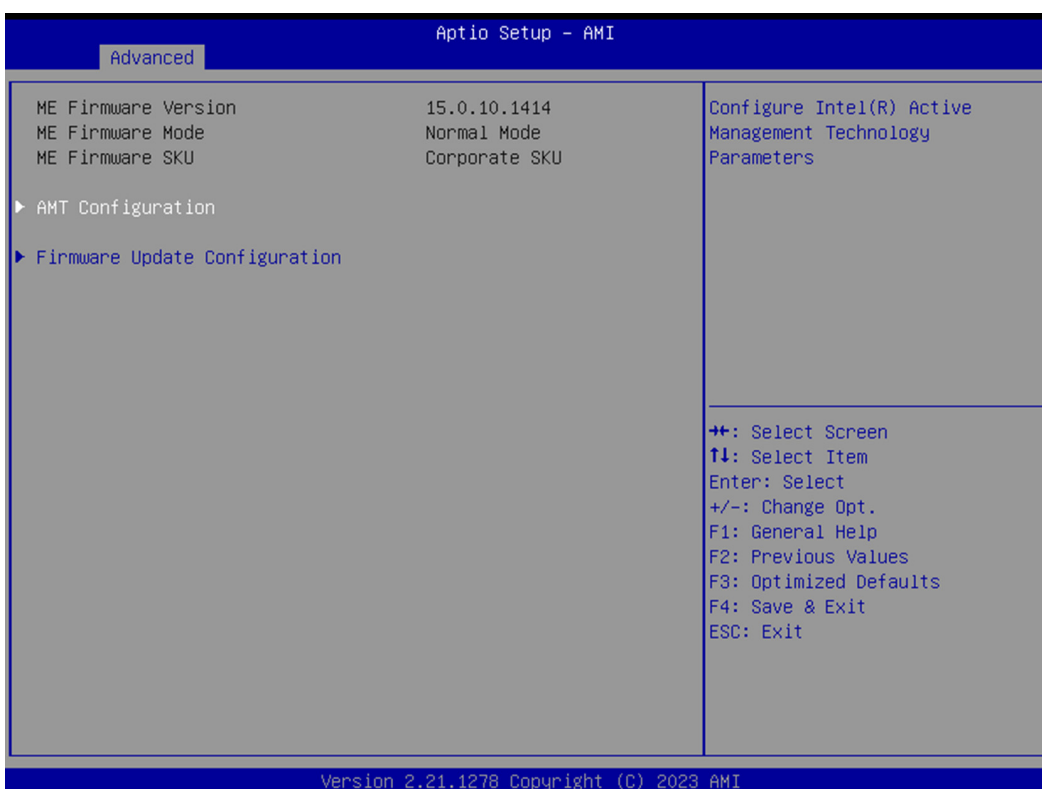 Aptio Setup – AMI
Advanced
ME Firmware Version 15.0.10.1414
ME Firmware Mode Normal Mode
ME Firmware SKU Corporate SKU
▶ AMT Configuration
▶ Firmware Update Configuration
Configure Intel(R) Active
Management Technology
Parameters
→←: Select Screen
↑↓: Select Item
Enter: Select
+/-: Change Opt.
F1: General Help
F2: Previous Values
F3: Optimized Defaults
F4: Save & Exit
ESC: Exit
Version 2.21.1278 Copyright (C) 2023 AMI